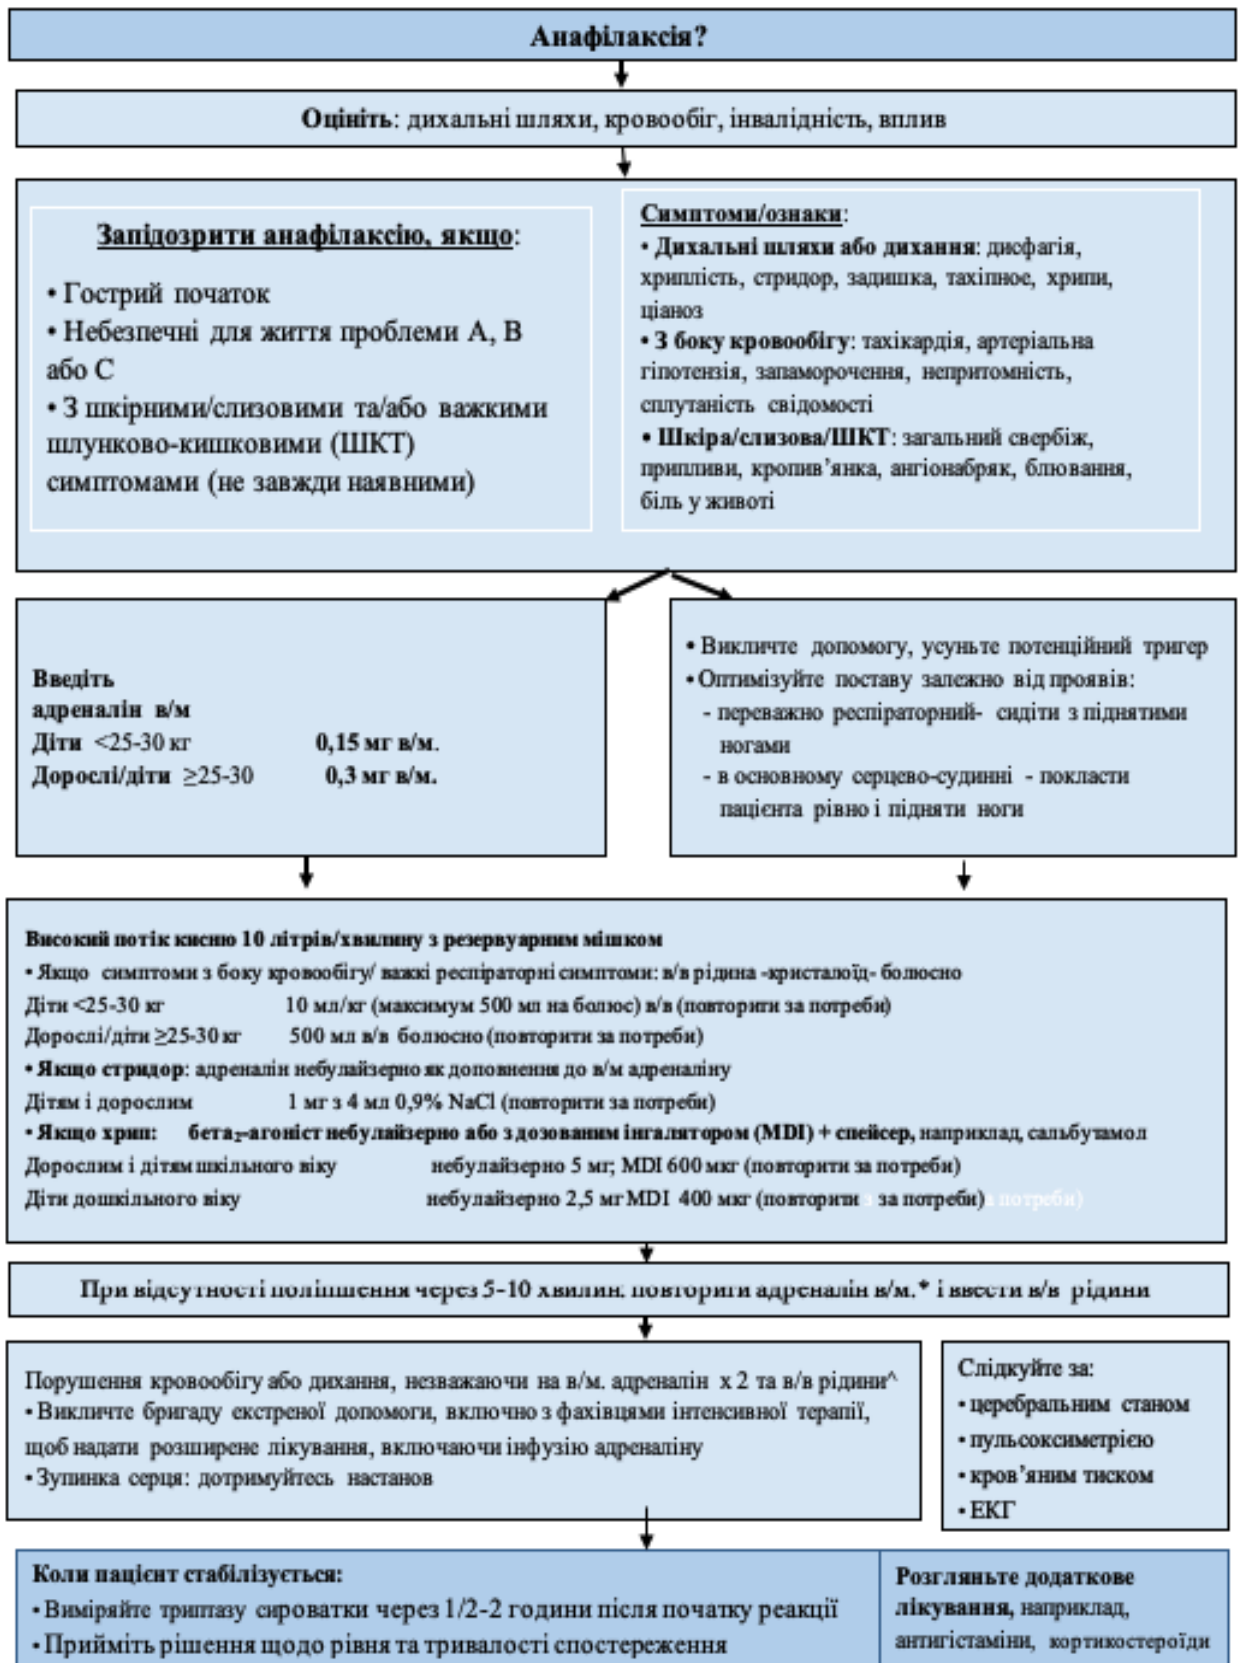 Анафілаксія?
Оцініть: дихальні шляхи, кровообіг, інвалідність, вплив
Запідозрити анафілаксію, якщо:
• Гострий початок
• Небезпечні для життя проблеми А, В
або С
• З шкірними/слизовими та/або важкими
шлунково-кишковими (ШКТ)
симптомами (не завжди наявними)
Симптоми/ознаки:
• Дихальні шляхи або дихання: дисфагія,
хриплість, стридор, задишка, тахіпное, хрипи,
ціаноз
• З боку кровообігу: тахікардія, артеріальна
гіпотензія, запаморочення, непритомність,
сплутаність свідомості
• Шкіра/слизова/ШКТ: загальний свербіж,
припливи, кропив’янка, ангіонабряк, блювання,
біль у животі
Введіть
адреналін в/м
Діти <25-30 кг 0,15 мг в/м.
Дорослі/діти ≥25-30 0,3 мг в/м.
• Викличте допомогу, усуньте потенційний тригер
• Оптимізуйте поставу залежно від проявів:
- переважно респіраторний- сидіти з піднятими
ногами
- в основному серцево-судинні - покласти
пацієнта рівно і підняти ноги
Високий потік кисню 10 літрів/хвилину з резервуарним мішком
• Якщо симптоми з боку кровообігу/ важкі респіраторні симптоми: в/в рідина -кристалоїд- болюсно
Діти <25-30 кг 10 мл/кг (максимум 500 мл на болюс) в/в (повторити за потреби)
Дорослі/діти ≥25-30 кг 500 мл в/в болюсно (повторити за потреби)
• Якщо стридор: адреналін небулайзерно як доповнення до в/м адреналіну
Дітям і дорослим 1 мг з 4 мл 0,9% NaCl (повторити за потреби)
• Якщо хрип: бета₂-агоніст небулайзерно або з дозованим інгалятором (MDI) + спейсер, наприклад, сальбутамол
Дорослим і дітям шкільного віку небулайзерно 5 мг; MDI 600 мкг (повторити за потреби)
Діти дошкільного віку небулайзерно 2,5 мг MDI 400 мкг (повторити з за потреби)а потреби)
При відсутності поліпшення через 5-10 хвилин: повторити адреналін в/м.* і ввести в/в рідини
Порушення кровообігу або дихання, незважаючи на в/м. адреналін х 2 та в/в рідини^
• Викличте бригаду екстреної допомоги, включно з фахівцями інтенсивної терапії,
щоб надати розширене лікування, включаючи інфузію адреналіну
• Зупинка серця: дотримуйтесь настанов
Слідкуйте за:
• церебральним станом
• пульсоксиметрією
• кров’яним тиском
• ЕКГ
Коли пацієнт стабілізується:
• Виміряйте триптазу сироватки через 1/2-2 години після початку реакції
• Прийміть рішення щодо рівня та тривалості спостереження
Розгляньте додаткове
лікування, наприклад,
антигістаміни, кортикостероїди